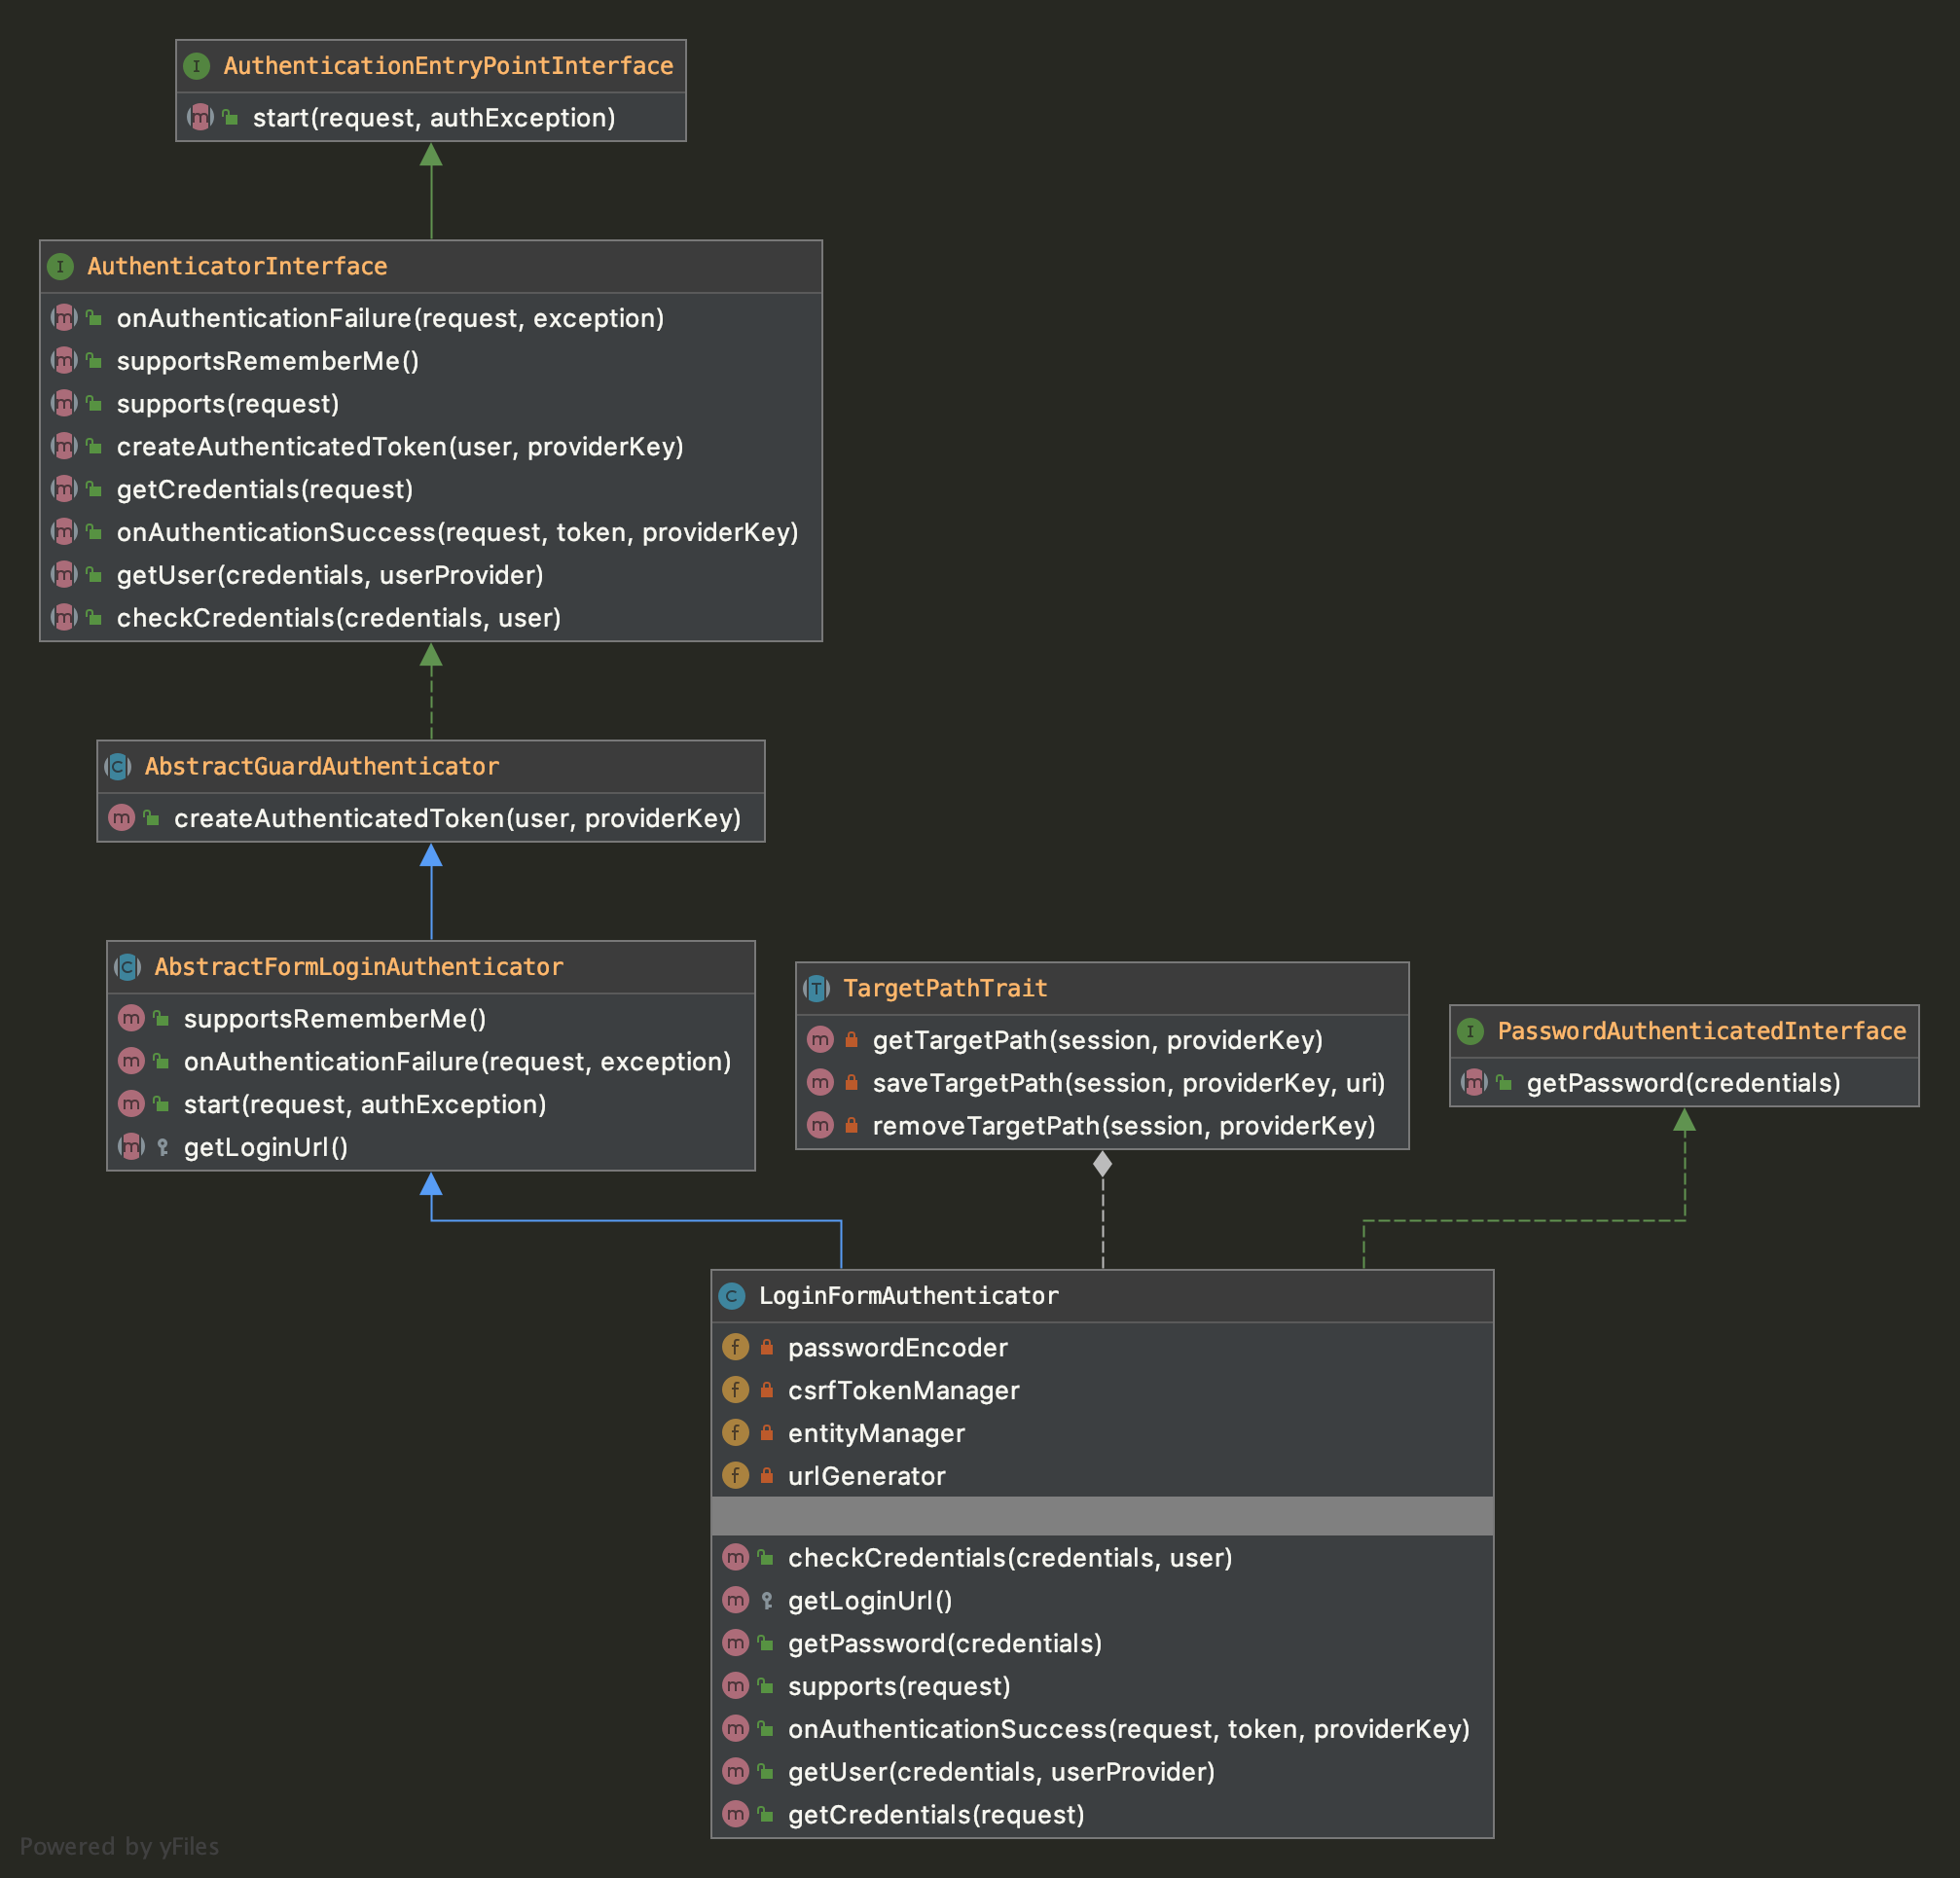 AuthenticationEntryPointInterface
start(request, authException)
AuthenticatorInterface
onAuthenticationFailure(request, exception)
supportsRememberMe()
supports(request)
createAuthenticatedToken(user, providerKey)
getCredentials(request)
onAuthenticationSuccess(request, token, providerKey)
getUser(credentials, userProvider)
checkCredentials(credentials, user)
AbstractGuardAuthenticator
createAuthenticatedToken(user, providerKey)
AbstractFormLoginAuthenticator
supportsRememberMe()
onAuthenticationFailure(request, exception)
start(request, authException)
getLoginUrl()
TargetPathTrait
getTargetPath(session, providerKey)
saveTargetPath(session, providerKey, uri)
removeTargetPath(session, providerKey)
PasswordAuthenticatedInterface
getPassword(credentials)
LoginFormAuthenticator
passwordEncoder
csrfTokenManager
entityManager
urlGenerator
checkCredentials(credentials, user)
getLoginUrl()
getPassword(credentials)
supports(request)
onAuthenticationSuccess(request, token, providerKey)
getUser(credentials, userProvider)
getCredentials(request)
Powered by yFiles